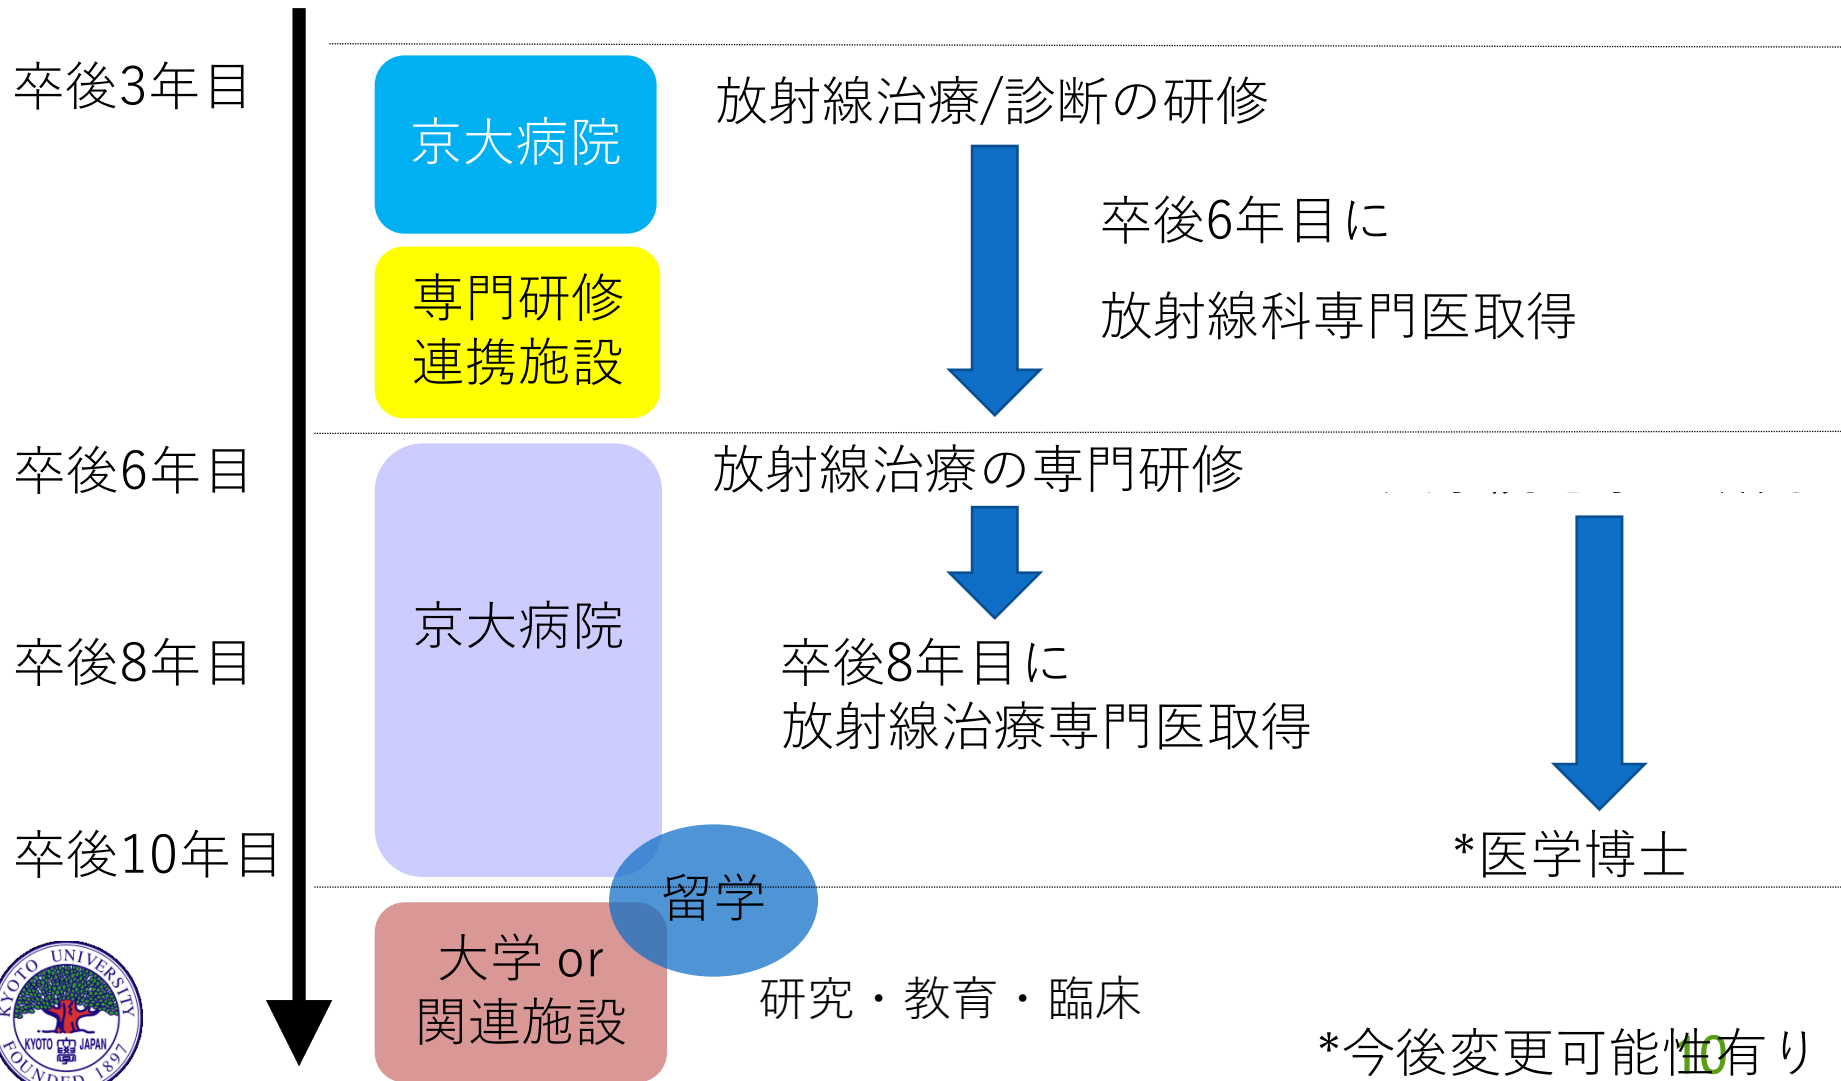 卒後3年目
京大病院
放射線治療/診断の研修
卒後6年目に
放射線科専門医取得
専門研修
連携施設
卒後6年目
放射線治療の専門研修
京大病院
卒後8年目
卒後8年目に
放射線治療専門医取得
卒後10年目
*医学博士
留学
大学 or
関連施設
研究・教育・臨床
*今後変更可能性有り
10
KYOTO UNIVERSITY
KYOTO JAPAN
FOUNDED 1897